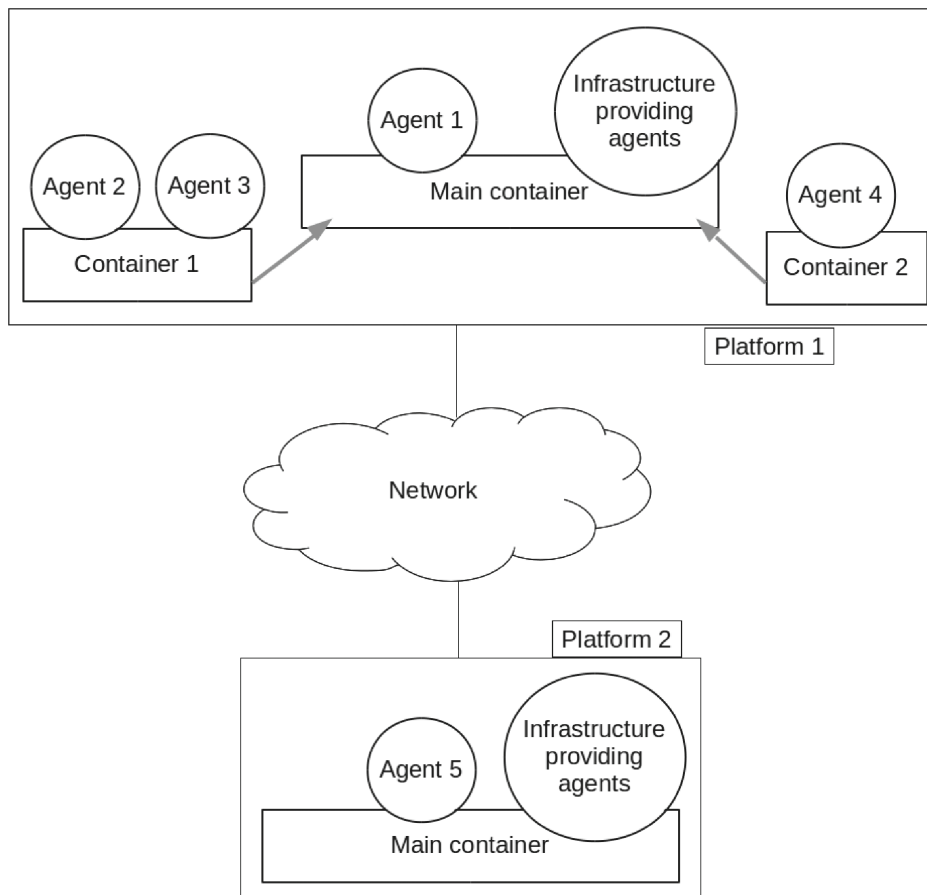 Infrastructure
providing
agents
Agent 1
Agent 2
Agent 3
Main container
Agent 4
Container 1
Container 2
Platform 1
Network
Platform 2
Infrastructure
providing
agents
Agent 5
Main container